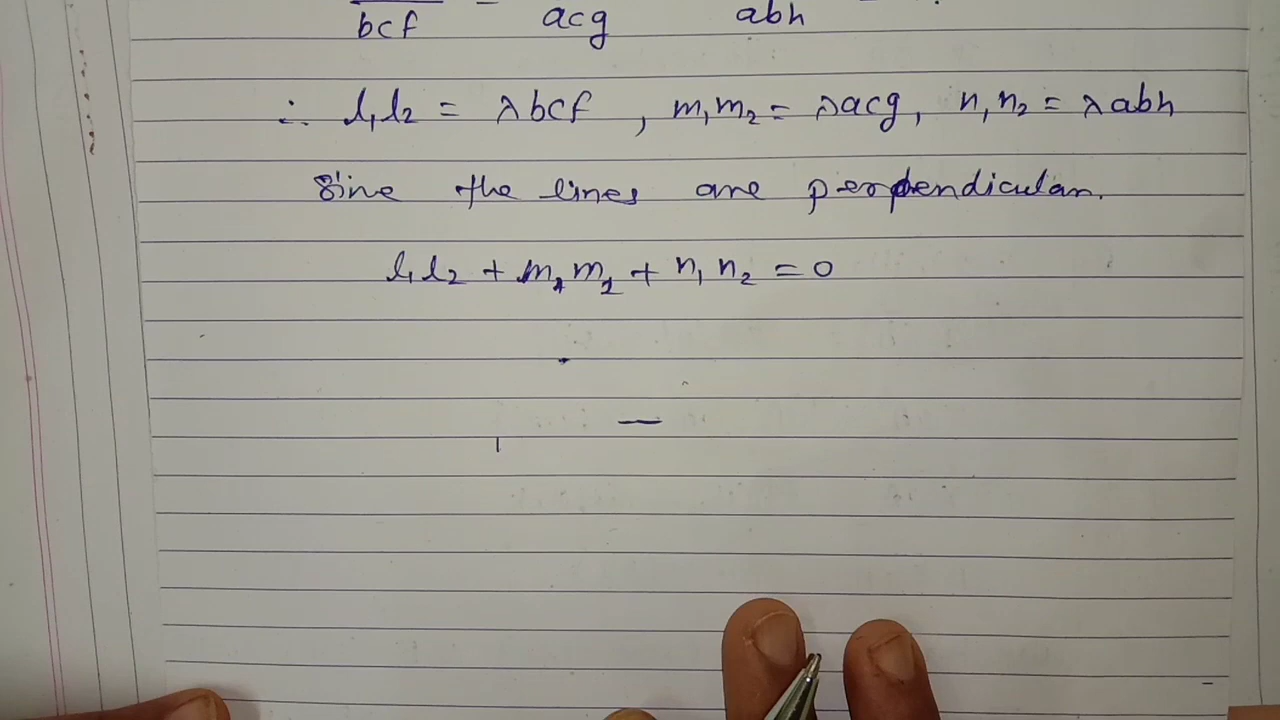 bcf acg abh
∴ l₁l₂ = λbcf , m₁m₂ = λacg, n₁n₂ = λabh
Sine the lines are perpendicular.
l₁l₂ + m₁m₂ + n₁n₂ = 0